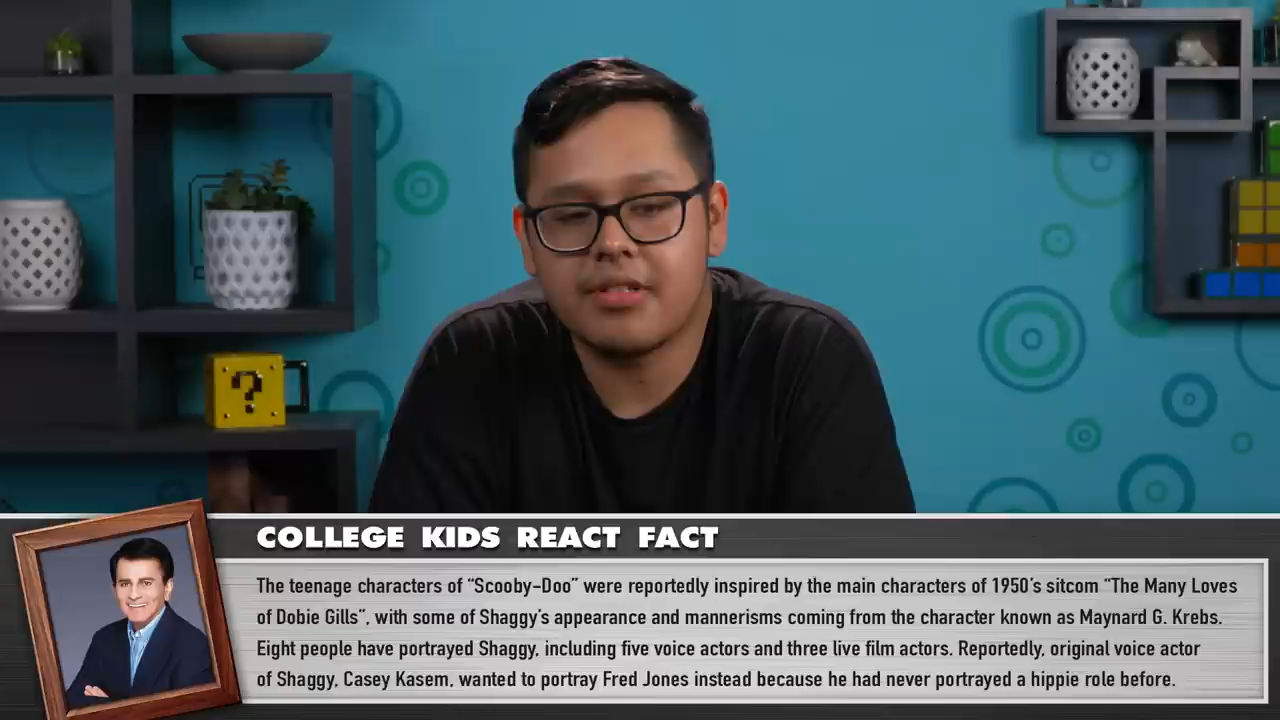 ?
COLLEGE KIDS REACT FACT
The teenage characters of “Scooby-Doo” were reportedly inspired by the main characters of 1950's sitcom “The Many Loves
of Dobie Gills”, with some of Shaggy's appearance and mannerisms coming from the character known as Maynard G. Krebs.
Eight people have portrayed Shaggy, including five voice actors and three live film actors. Reportedly, original voice actor
of Shaggy, Casey Kasem, wanted to portray Fred Jones instead because he had never portrayed a hippie role before.